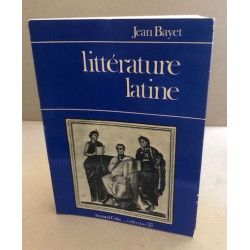 Jean Bayet
littérature
latine
Armand Colin